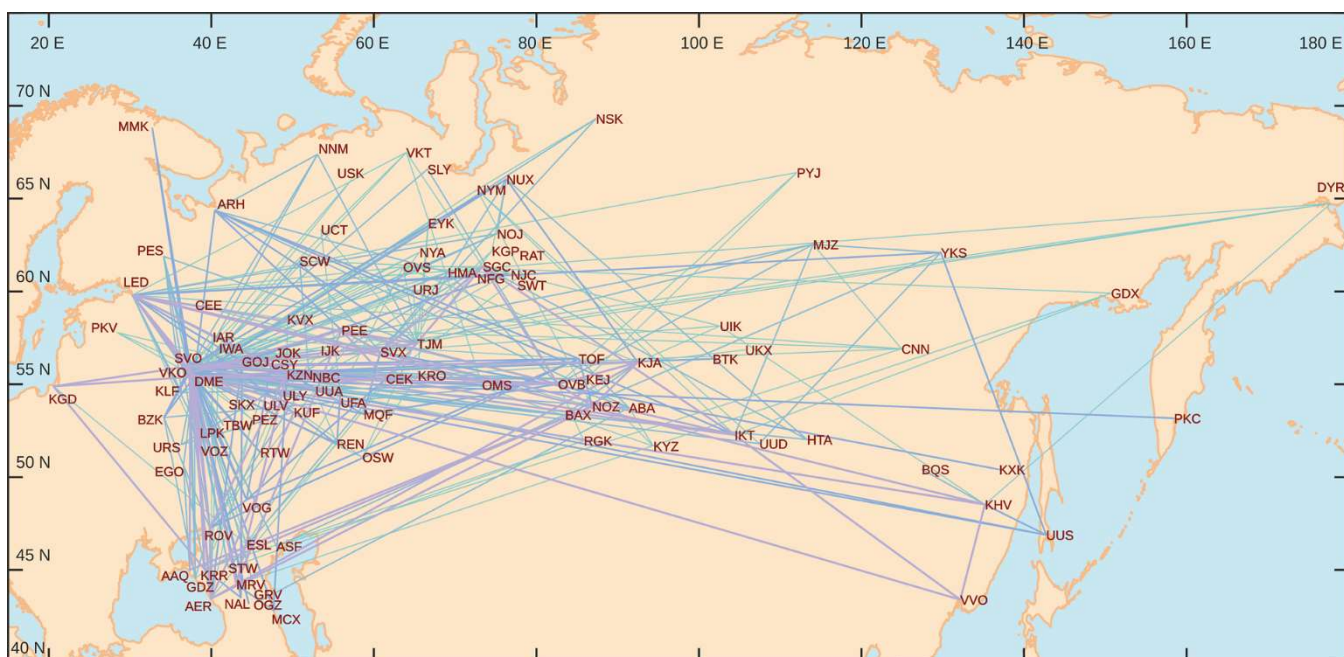 20 E 40 E 60 E 80 E 100 E 120 E 140 E 160 E 180 E
70 N
MMK NSK
NNM VKT
USK SLY PYJ
65 N NYM NUX DYR
ARH
UCT EYK NOJ
PES NYA KGP RAT MJZ YKS
SCW OVS HMA SGC
60 N LED NFG NJC
CEE URJ SWT GDX
PKV KVX PEE UIK
IAR IWA TJM
SVO GOJ JOK IJK SVX TOF KJA BTK UKX CNN
VKO CSY
55 N DME KZN NBC CEK KRO OMS OVB KEJ
KGD KLF ULY UUA
SKX ULV UFA NOZ ABA
BZK TBW PEZ KUF MQF BAX PKC
URS LPK REN RGK KYZ IKT UUD HTA
VOZ RTW OSW
50 N EGO BQS KXK
VOG KHV
ROV UUS
45 N ESL ASF
AAQ KRR STW
GDZ MRV GRV
AER NAL OGZ VVO
MCX
40 N